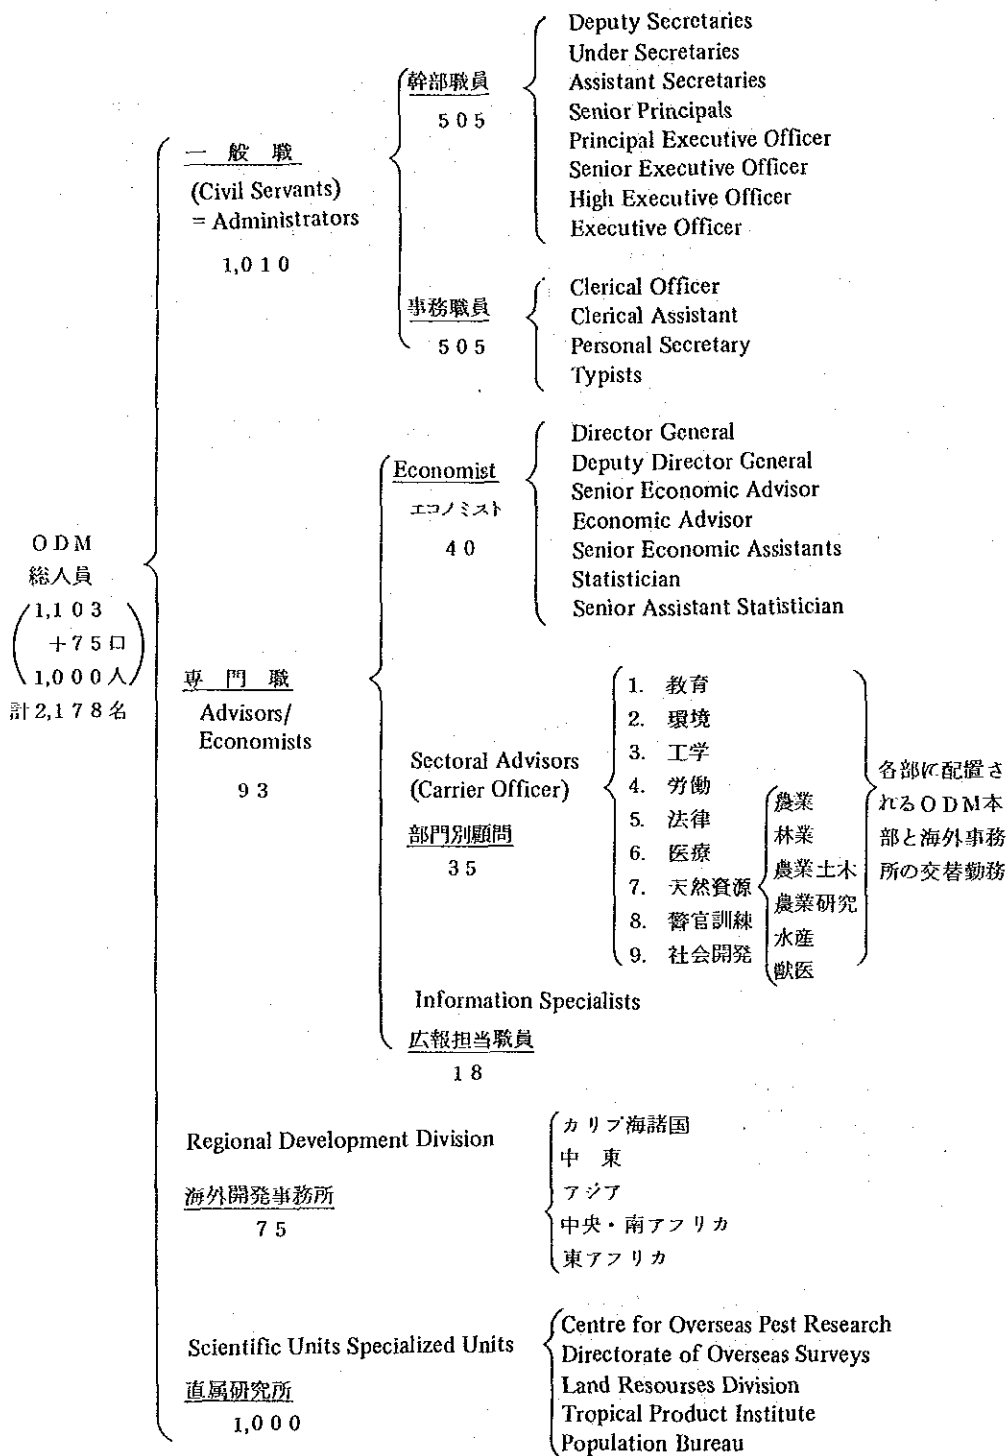 ODM
総人員
1,103
+75口
1,000人
計2,178名
一般職
(Civil Servants)
= Administrators
1,010
幹部職員
505
Deputy Secretaries
Under Secretaries
Assistant Secretaries
Senior Principals
Principal Executive Officer
Senior Executive Officer
High Executive Officer
Executive Officer
事務職員
505
Clerical Officer
Clerical Assistant
Personal Secretary
Typists
専門職
Advisors/
Economists
93
Economist
エコノミスト
40
Director General
Deputy Director General
Senior Economic Advisor
Economic Advisor
Senior Economic Assistants
Statistician
Senior Assistant Statistician
Sectoral Advisors
(Carrier Officer)
部門別顧問
35
1. 教育
2. 環境
3. 工学
4. 労働
5. 法律
6. 医療
7. 天然資源
8. 警官訓練
9. 社会開発
農業
林業
農業土木
農業研究
水産
獣医
各部に配置さ
れるODM本
部と海外事務
所の交替勤務
Information Specialists
広報担当職員
18
Regional Development Division
海外開発事務所
75
カリブ海諸国
中東
アジア
中央・南アフリカ
東アフリカ
Scientific Units Specialized Units
直属研究所
1,000
Centre for Overseas Pest Research
Directorate of Overseas Surveys
Land Resourses Division
Tropical Product Institute
Population Bureau